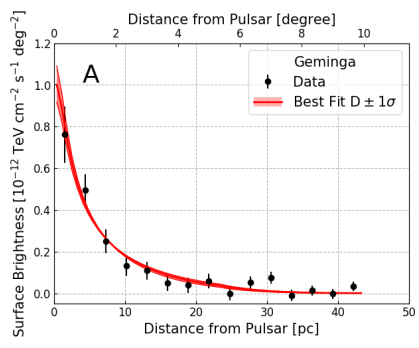 Distance from Pulsar [degree]
0 2 4 6 8 10
Surface Brightness [10⁻¹² TeV cm⁻² s⁻¹ deg⁻²]
1.2
1.0
0.8
0.6
0.4
0.2
0.0
A
Geminga
Data
Best Fit D ± 1σ
0 10 20 30 40 50
Distance from Pulsar [pc]